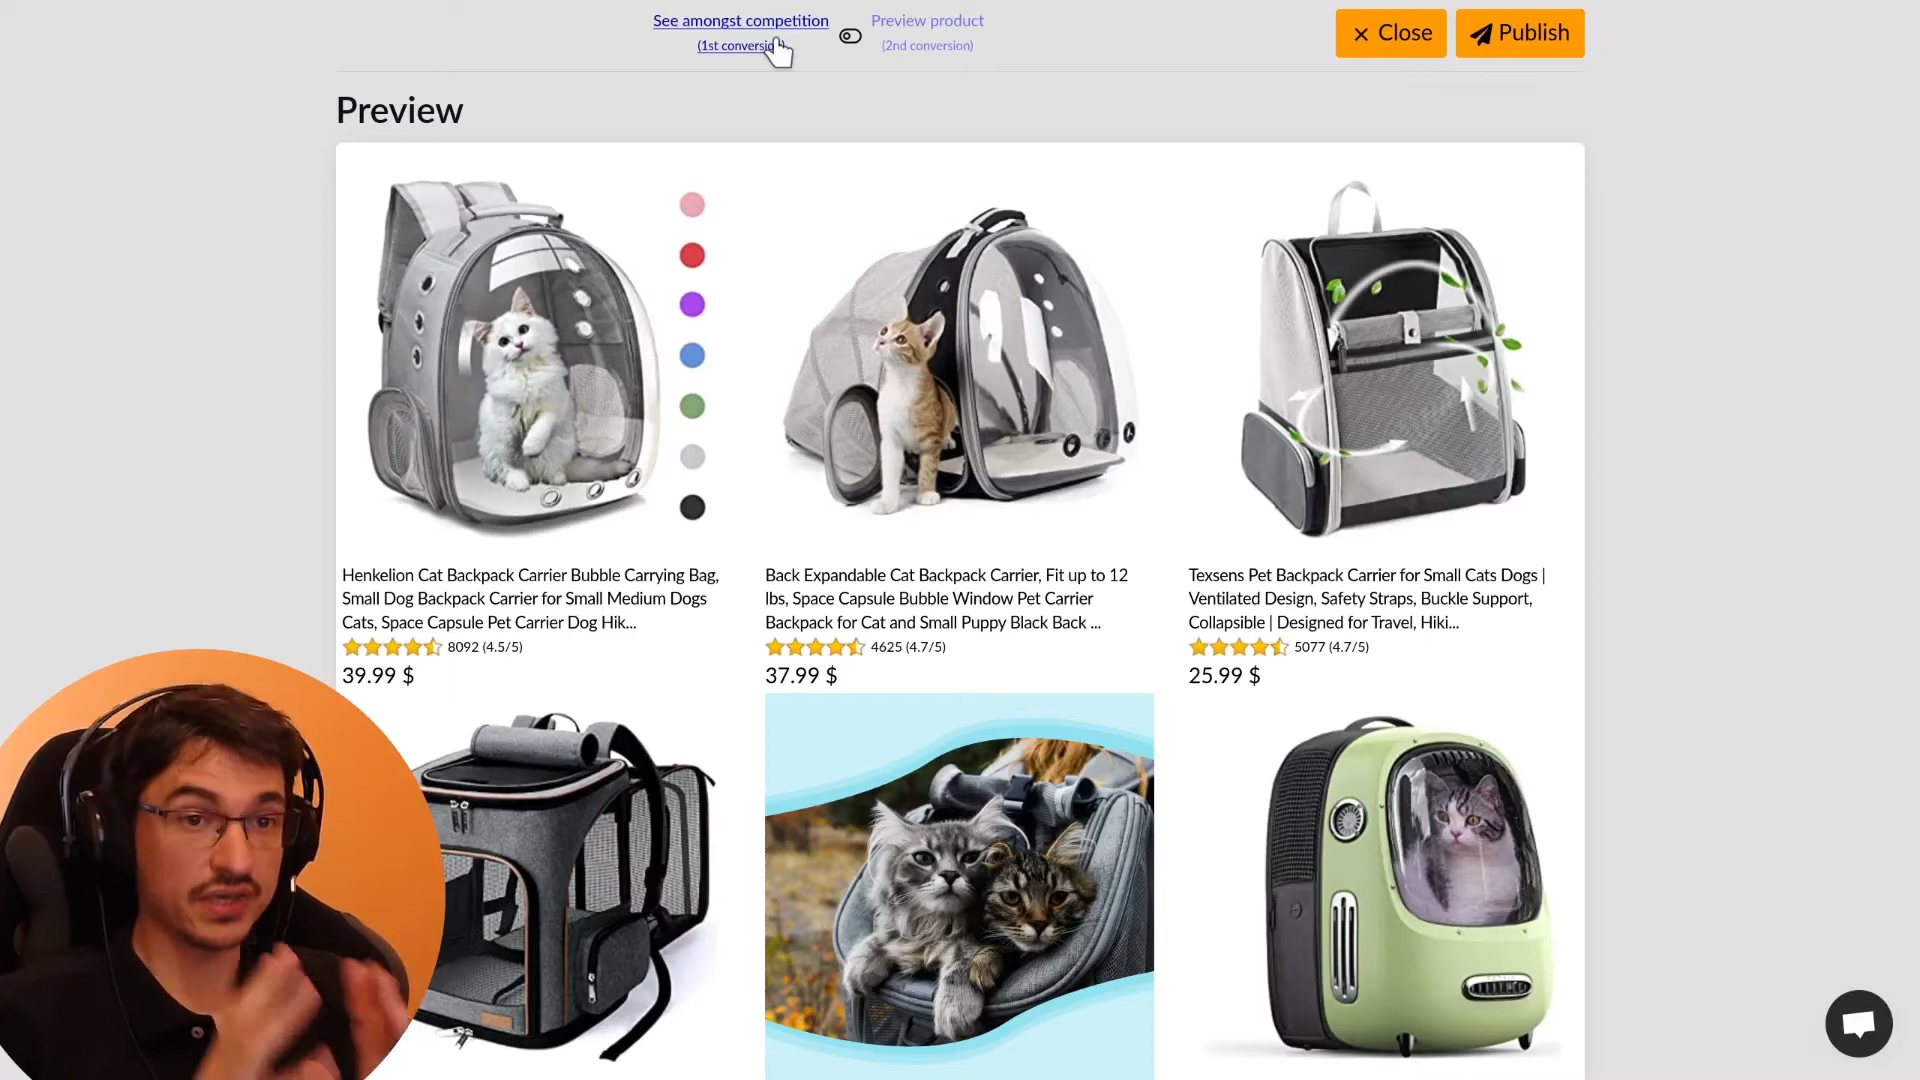 See amongst competition
(1st conversion)
Preview product
(2nd conversion)
Close
Publish
Preview
Henkelion Cat Backpack Carrier Bubble Carrying Bag,
Small Dog Backpack Carrier for Small Medium Dogs
Cats, Space Capsule Pet Carrier Dog Hik...
8092 (4.5/5)
39.99 $
Back Expandable Cat Backpack Carrier, Fit up to 12
lbs, Space Capsule Bubble Window Pet Carrier
Backpack for Cat and Small Puppy Black Back ...
4625 (4.7/5)
37.99 $
Texsens Pet Backpack Carrier for Small Cats Dogs |
Ventilated Design, Safety Straps, Buckle Support,
Collapsible | Designed for Travel, Hiki...
5077 (4.7/5)
25.99 $